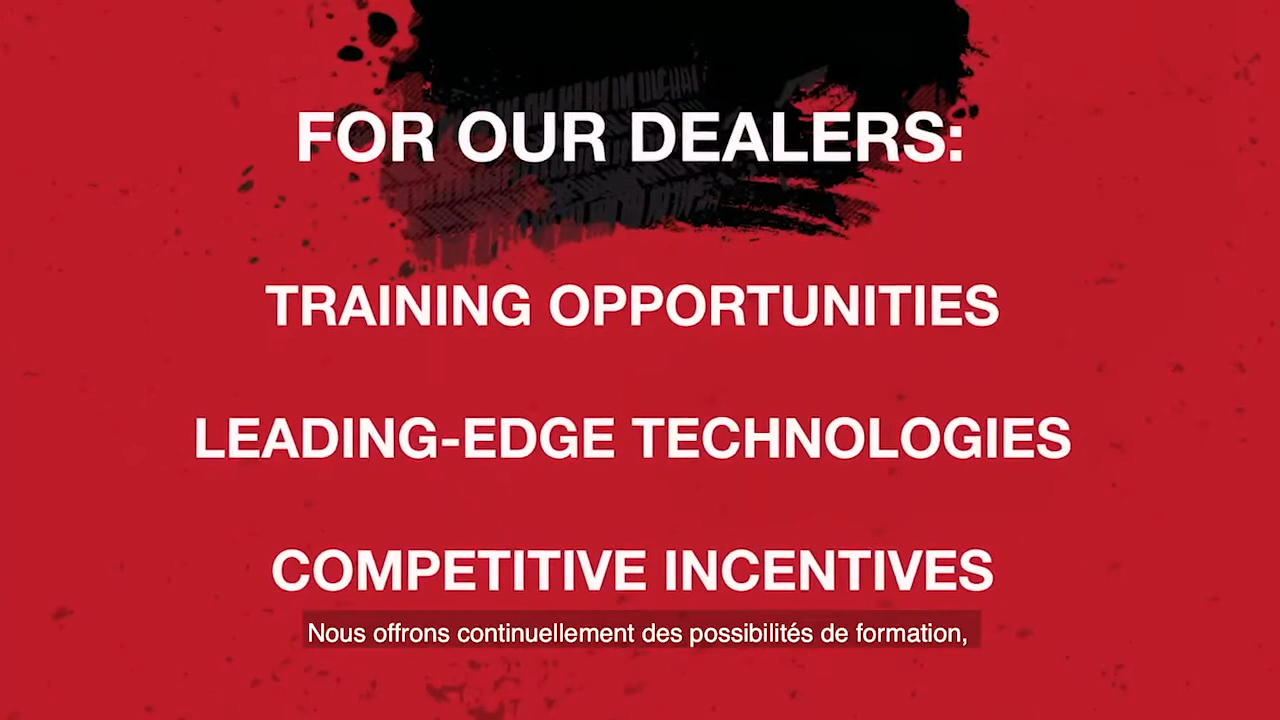 FOR OUR DEALERS:
TRAINING OPPORTUNITIES
LEADING-EDGE TECHNOLOGIES
COMPETITIVE INCENTIVES
Nous offrons continuellement des possibilités de formation,